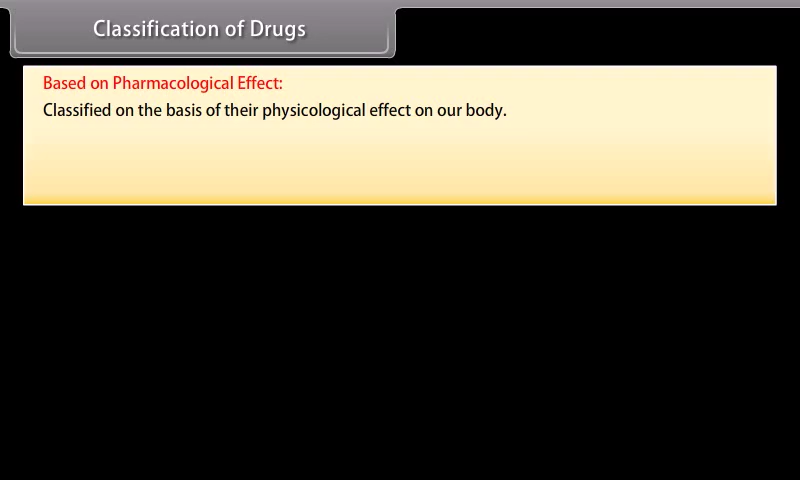 Classification of Drugs
Based on Pharmacological Effect:
Classified on the basis of their physicological effect on our body.